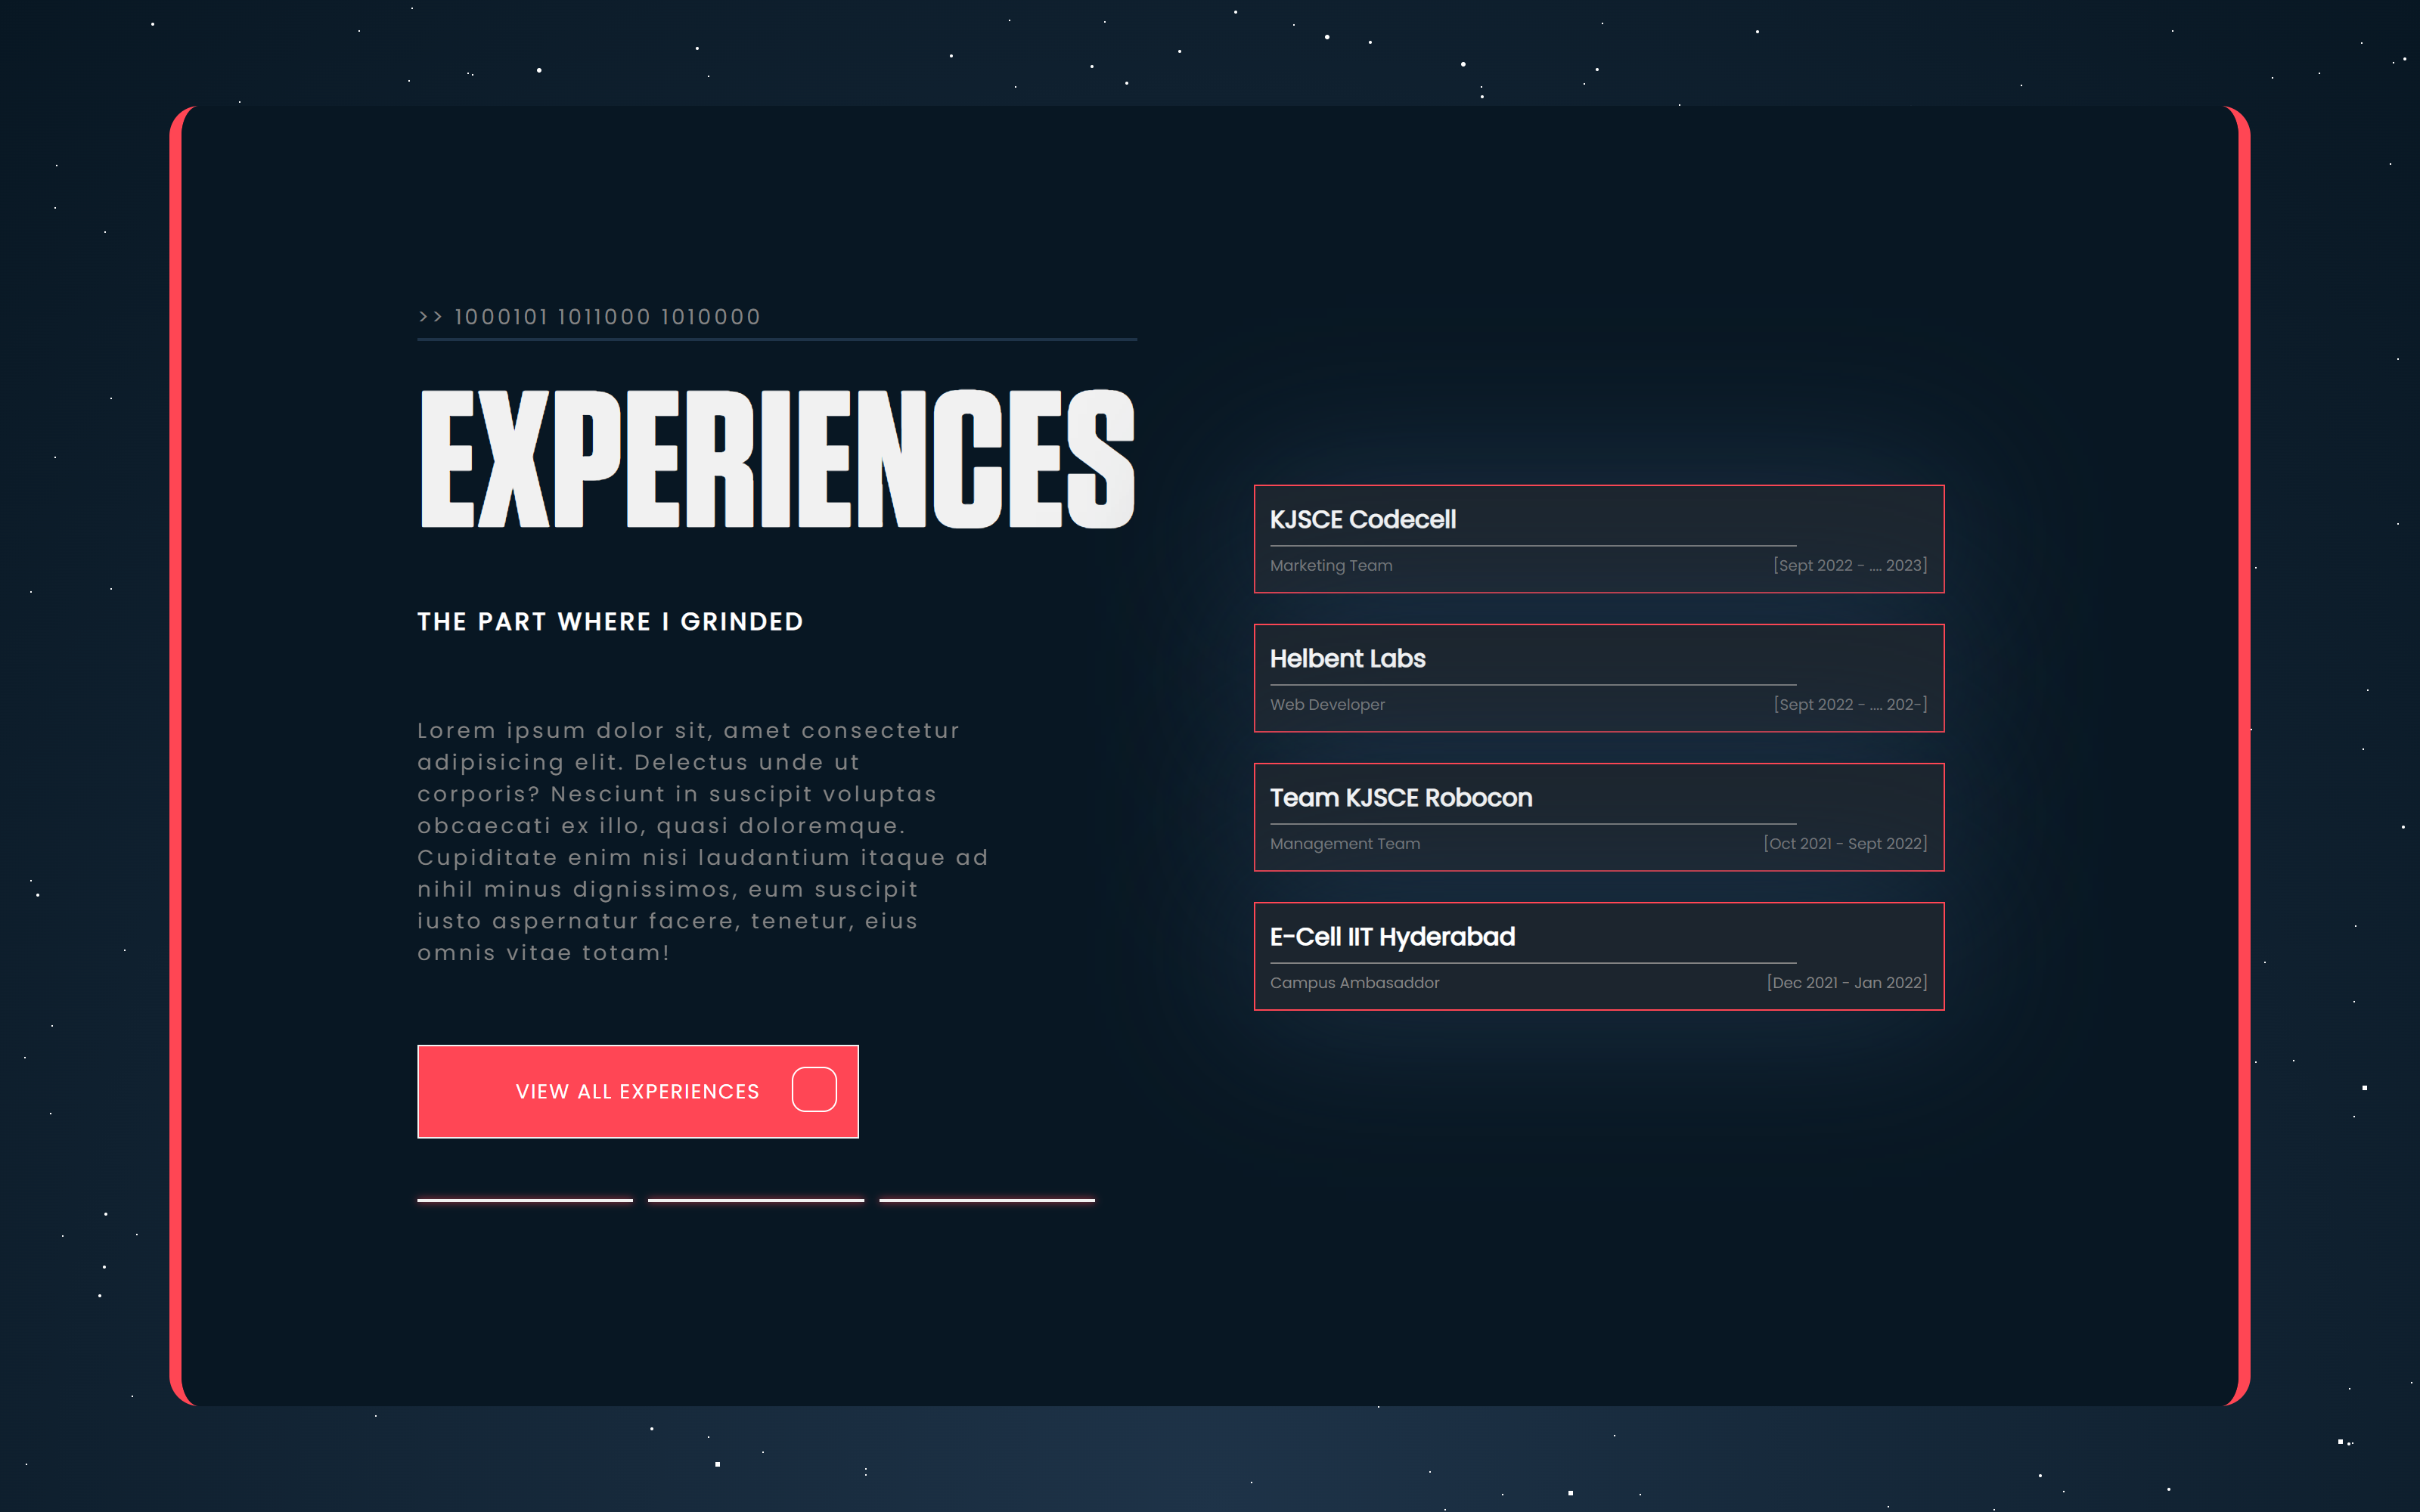 >> 1000101 1011000 1010000
EXPERIENCES
THE PART WHERE I GRINDED
Lorem ipsum dolor sit, amet consectetur
adipisicing elit. Delectus unde ut
corporis? Nesciunt in suscipit voluptas
obcaecati ex illo, quasi doloremque.
Cupiditate enim nisi laudantium itaque ad
nihil minus dignissimos, eum suscipit
iusto aspernatur facere, tenetur, eius
omnis vitae totam!
VIEW ALL EXPERIENCES
KJSCE Codecell
Marketing Team [Sept 2022 - .... 2023]
Helbent Labs
Web Developer [Sept 2022 - .... 202-]
Team KJSCE Robocon
Management Team [Oct 2021 - Sept 2022]
E-Cell IIT Hyderabad
Campus Ambasaddor [Dec 2021 - Jan 2022]